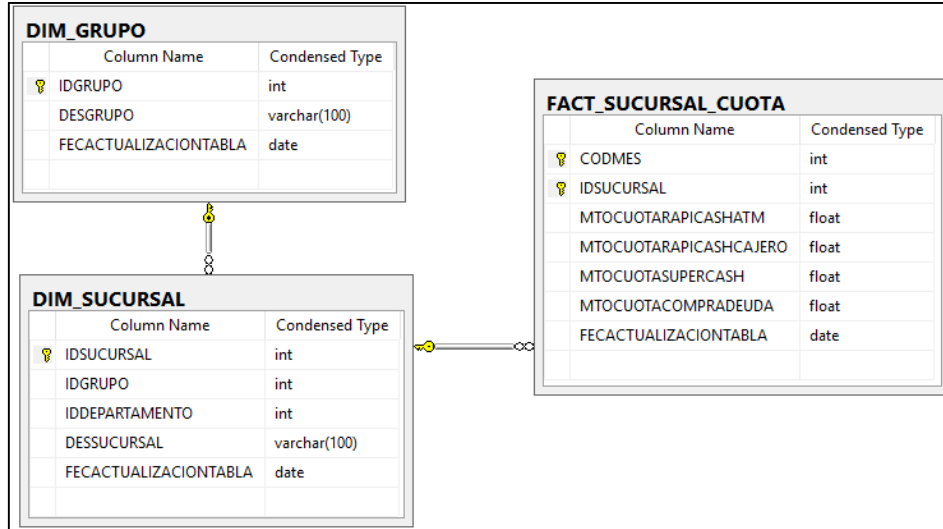 DIM_GRUPO
Column Name Condensed Type
IDGRUPO int
DESGRUPO varchar(100)
FECACTUALIZACIONTABLA date
FACT_SUCURSAL_CUOTA
Column Name Condensed Type
CODMES int
IDSUCURSAL int
MTOCUOTARAPICASHATM float
MTOCUOTARAPICASHCAJERO float
MTOCUOTASUPERCASH float
MTOCUOTACOMPRADEUDA float
FECACTUALIZACIONTABLA date
DIM_SUCURSAL
Column Name Condensed Type
IDSUCURSAL int
IDGRUPO int
IDDEPARTAMENTO int
DESSUCURSAL varchar(100)
FECACTUALIZACIONTABLA date